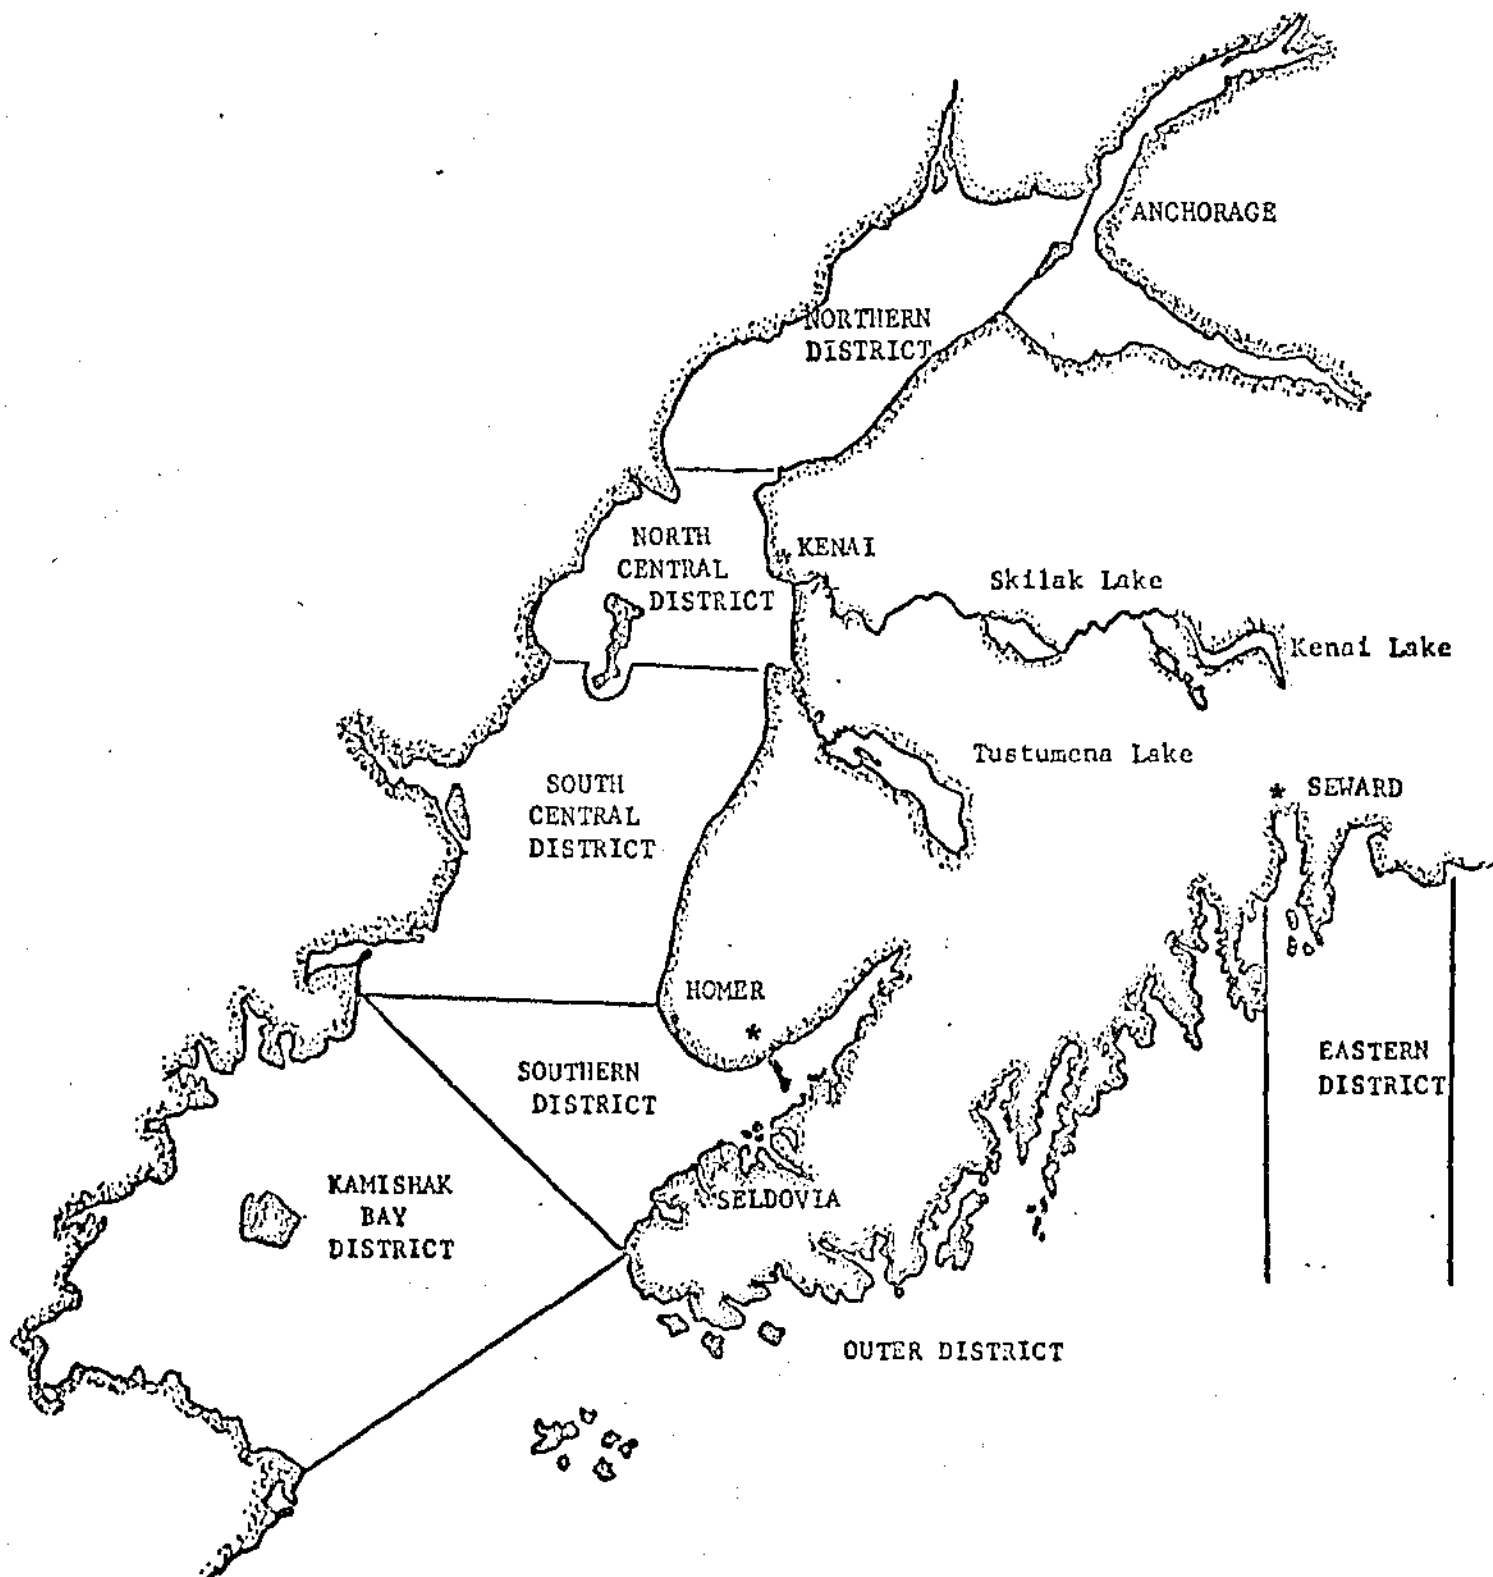 ANCHORAGE
NORTHERN
DISTRICT
NORTH
CENTRAL
DISTRICT
* KENAI
Skilak Lake
Kenai Lake
Tustumena Lake
* SEWARD
SOUTH
CENTRAL
DISTRICT
HOMER
*
SOUTHERN
DISTRICT
EASTERN
DISTRICT
KAMISHAK
BAY
DISTRICT
SELDOVIA
OUTER DISTRICT